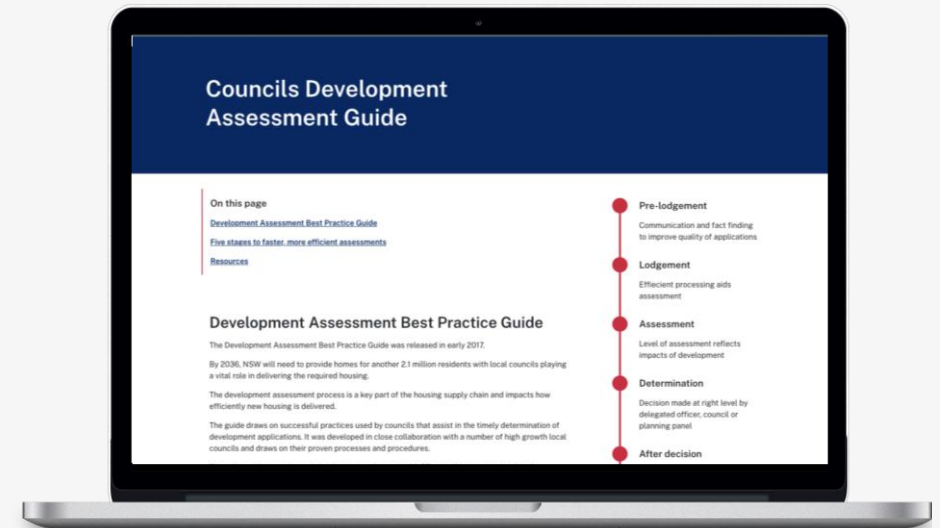 Councils Development
Assessment Guide
On this page
Development Assessment Best Practice Guide
Five stages to faster, more efficient assessments
Resources
Development Assessment Best Practice Guide
The Development Assessment Best Practice Guide was released in early 2017.
By 2036, NSW will need to provide homes for another 2.1 million residents with local councils playing
a vital role in delivering the required housing.
The development assessment process is a key part of the housing supply chain and impacts how
efficiently new housing is delivered.
The guide draws on successful practices used by councils that assist in the timely determination of
development applications. It was developed in close collaboration with a number of high growth local
councils and draws on their proven processes and procedures.
Pre-lodgement
Communication and fact finding
to improve quality of applications
Lodgement
Effiecient processing aids
assessment
Assessment
Level of assessment reflects
impacts of development
Determination
Decision made at right level by
delegated officer, council or
planning panel
After decision